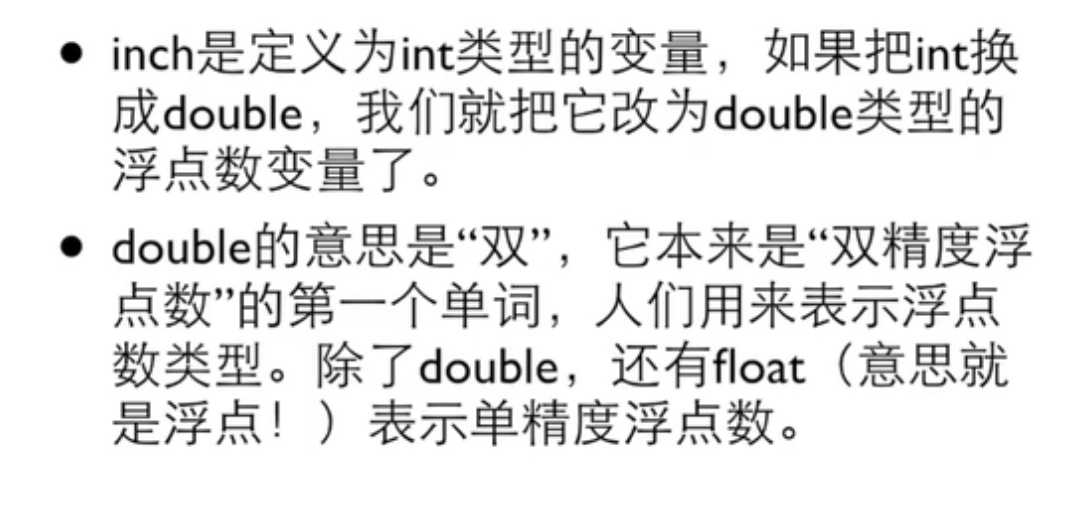 • inch是定义为int类型的变量，如果把int换
成double，我们就把它改为double类型的
浮点数变量了。
• double的意思是“双”，它本来是“双精度浮
点数”的第一个单词，人们用来表示浮点
数类型。除了double，还有float（意思就
是浮点！）表示单精度浮点数。